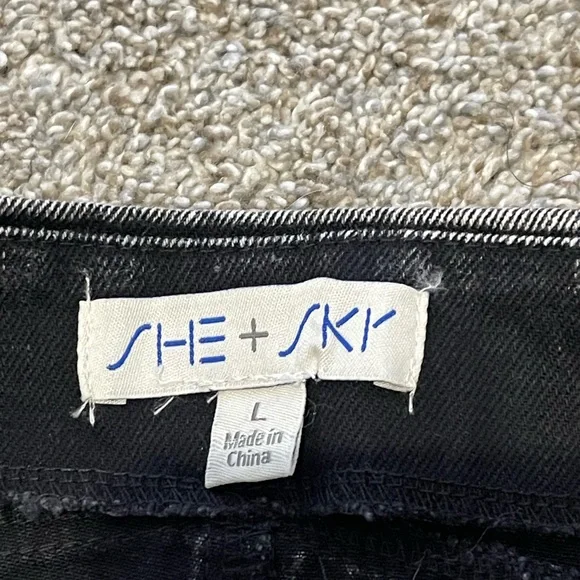 SHE + SKY
L
Made in
China